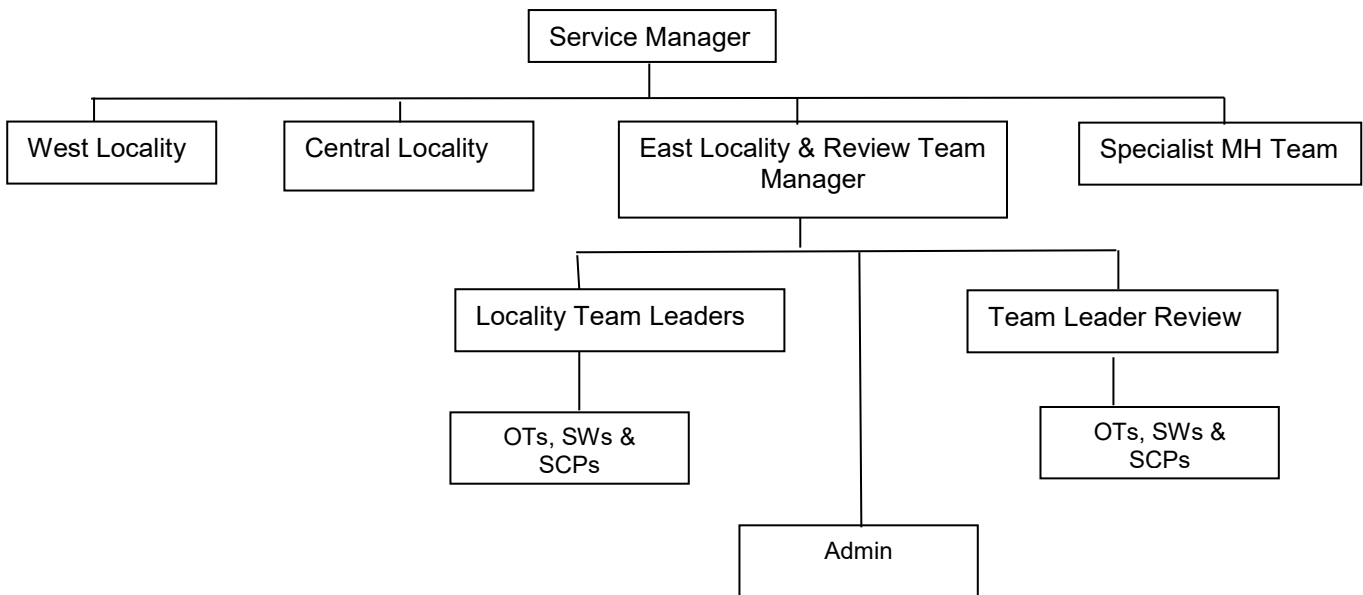 Service Manager
West Locality
Central Locality
East Locality & Review Team
Manager
Specialist MH Team
Locality Team Leaders
Team Leader Review
OTs, SWs &
SCPs
OTs, SWs &
SCPs
Admin